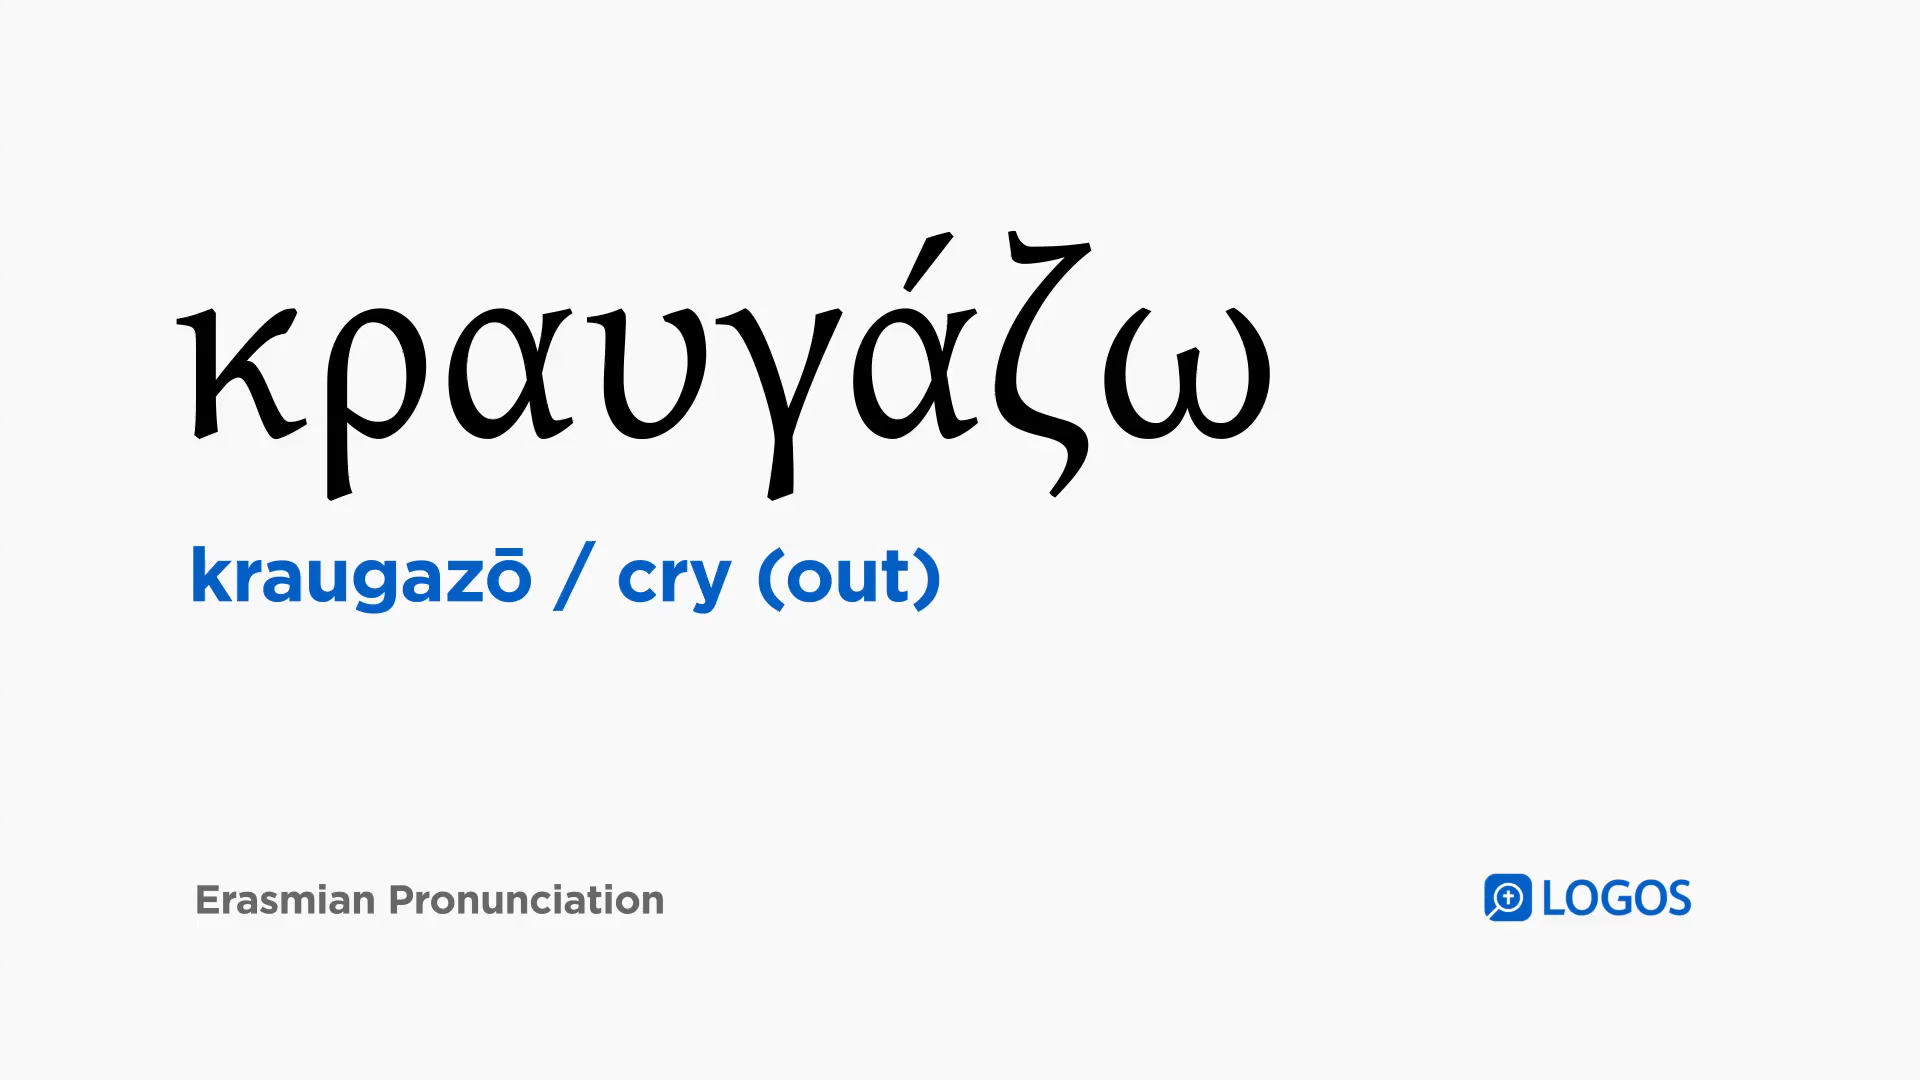 κραυγάζω
kraugazō / cry (out)
Erasmian Pronunciation
LOGOS